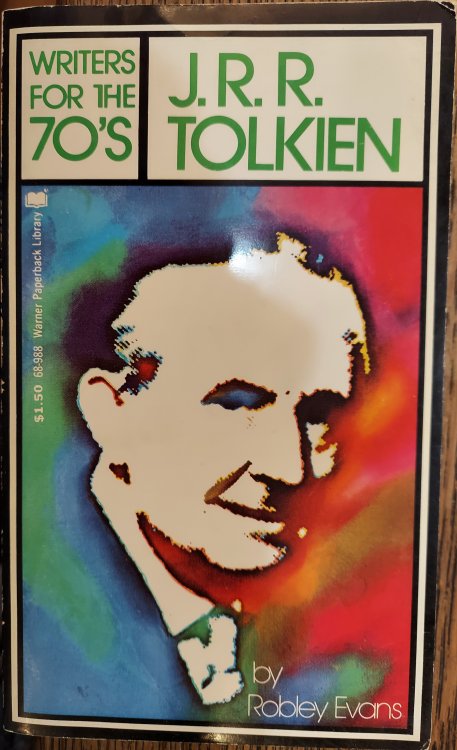 WRITERS
FOR THE
70'S
J. R. R.
TOLKIEN
$1.50 68-988 Warner Paperback Library
by
Robley Evans